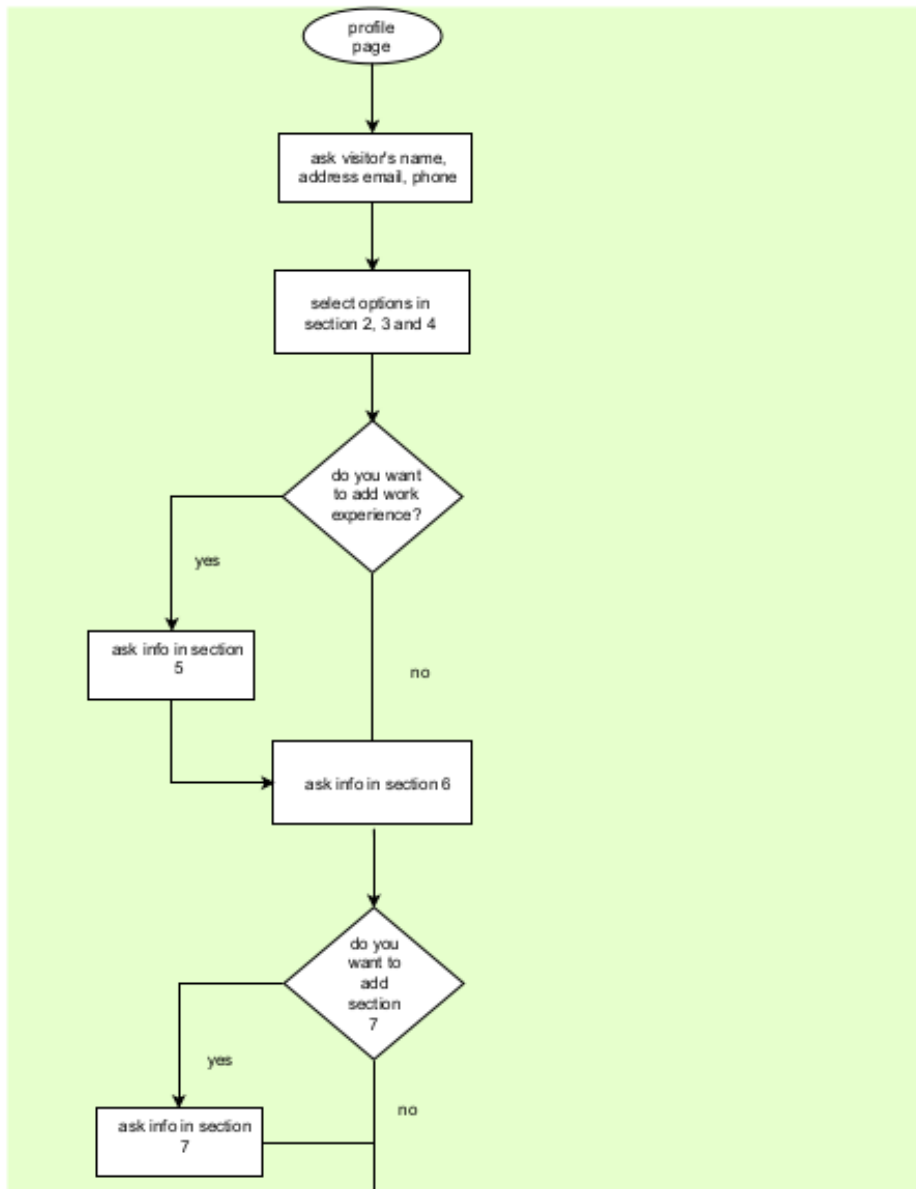 profile
page
ask visitor's name,
address email, phone
select options in
section 2, 3 and 4
do you want
to add work
experience?
yes
ask info in section
5
no
ask info in section 6
do you
want to
add
section
7
yes
no
ask info in section
7